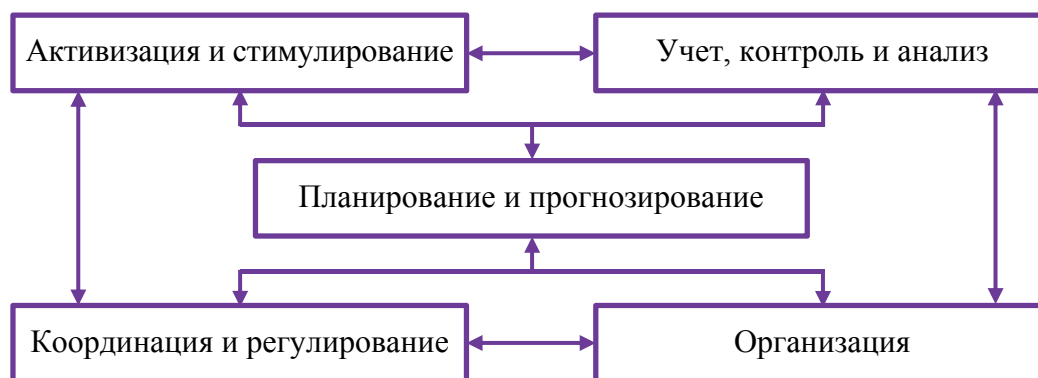 Активизация и стимулирование
Учет, контроль и анализ
Планирование и прогнозирование
Координация и регулирование
Организация